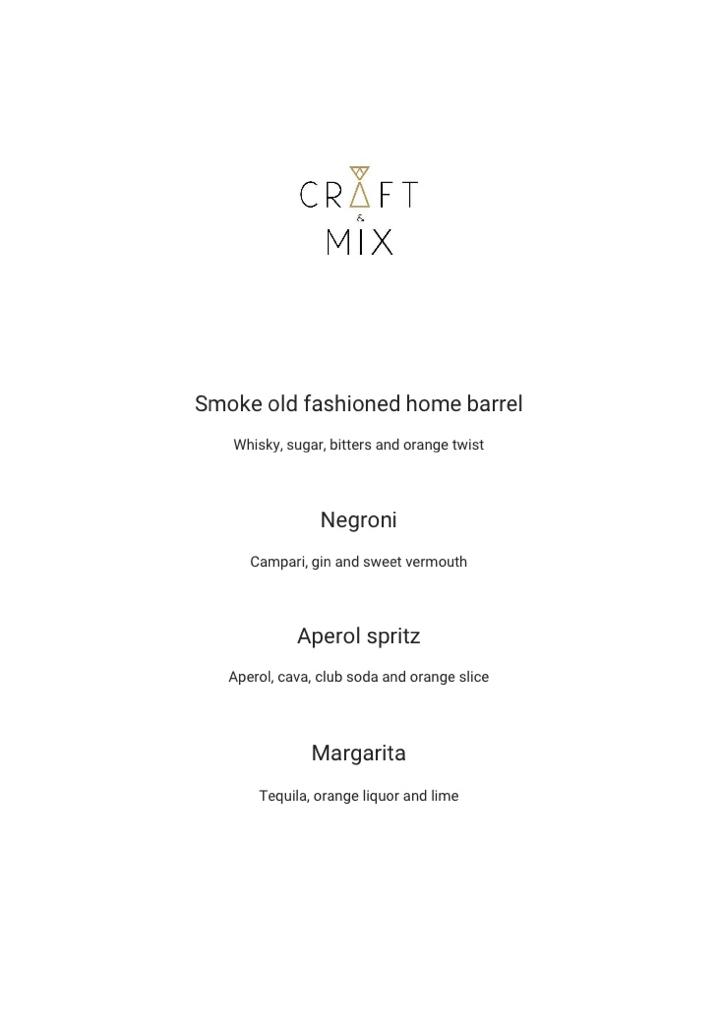 CRAFT
&
MIX
Smoke old fashioned home barrel
Whisky, sugar, bitters and orange twist
Negroni
Campari, gin and sweet vermouth
Aperol spritz
Aperol, cava, club soda and orange slice
Margarita
Tequila, orange liquor and lime